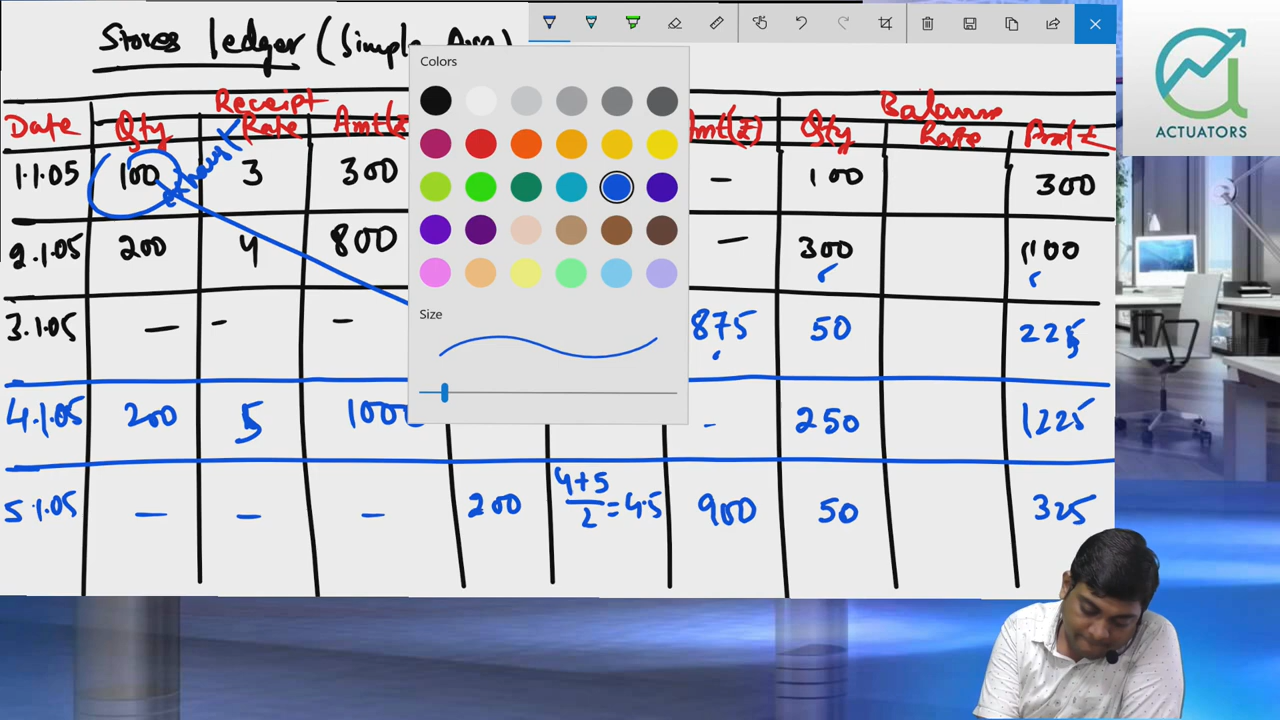 Stores ledger (Simple
ACTUATORS
Colors
Receipt Balance
Date Qty Rate Amt(₹) Amt(₹) Qty Rate Amt ₹
1.1.05 100 exhaust 3 300 – 100 300
2.1.05 200 4 800 – 300 1100
Size
3.1.05 – – – 875 50 225
4.1.05 200 5 1000 - 250 1225
5.1.05 – – – 200 4+5/2=4.5 900 50 325